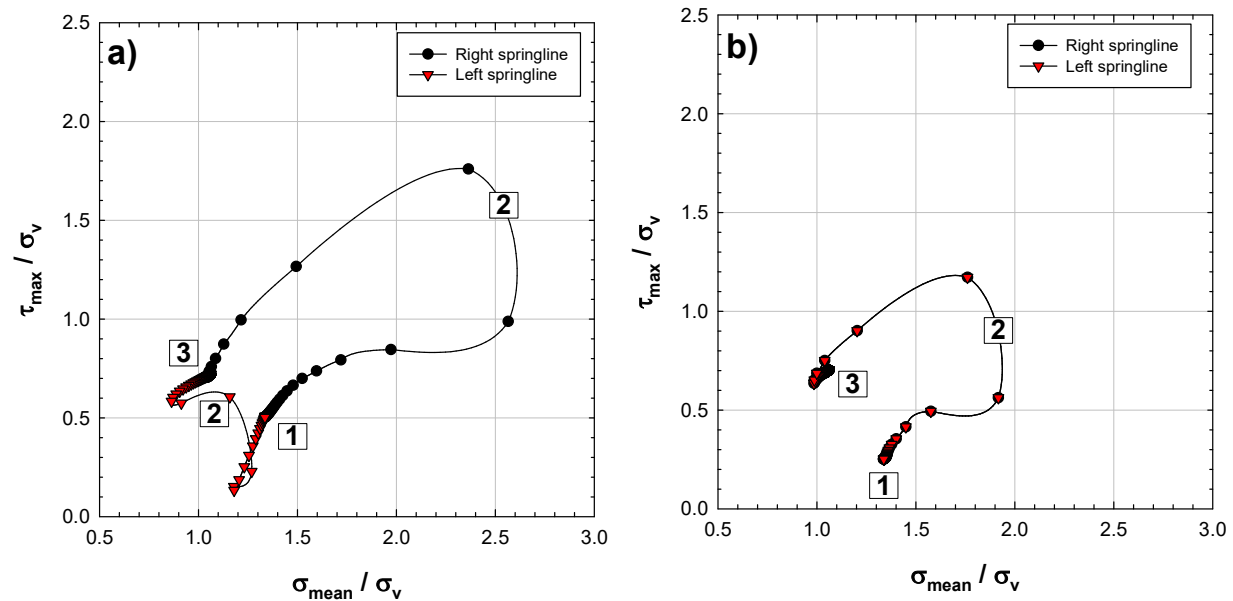 a)
Right springline
Left springline
2.5
2.0
1.5
1.0
0.5
0.0
τmax / σv
2
3
2
1
0.5 1.0 1.5 2.0 2.5 3.0
σmean / σv
b)
Right springline
Left springline
2.5
2.0
1.5
1.0
0.5
0.0
τmax / σv
2
3
1
0.5 1.0 1.5 2.0 2.5 3.0
σmean / σv